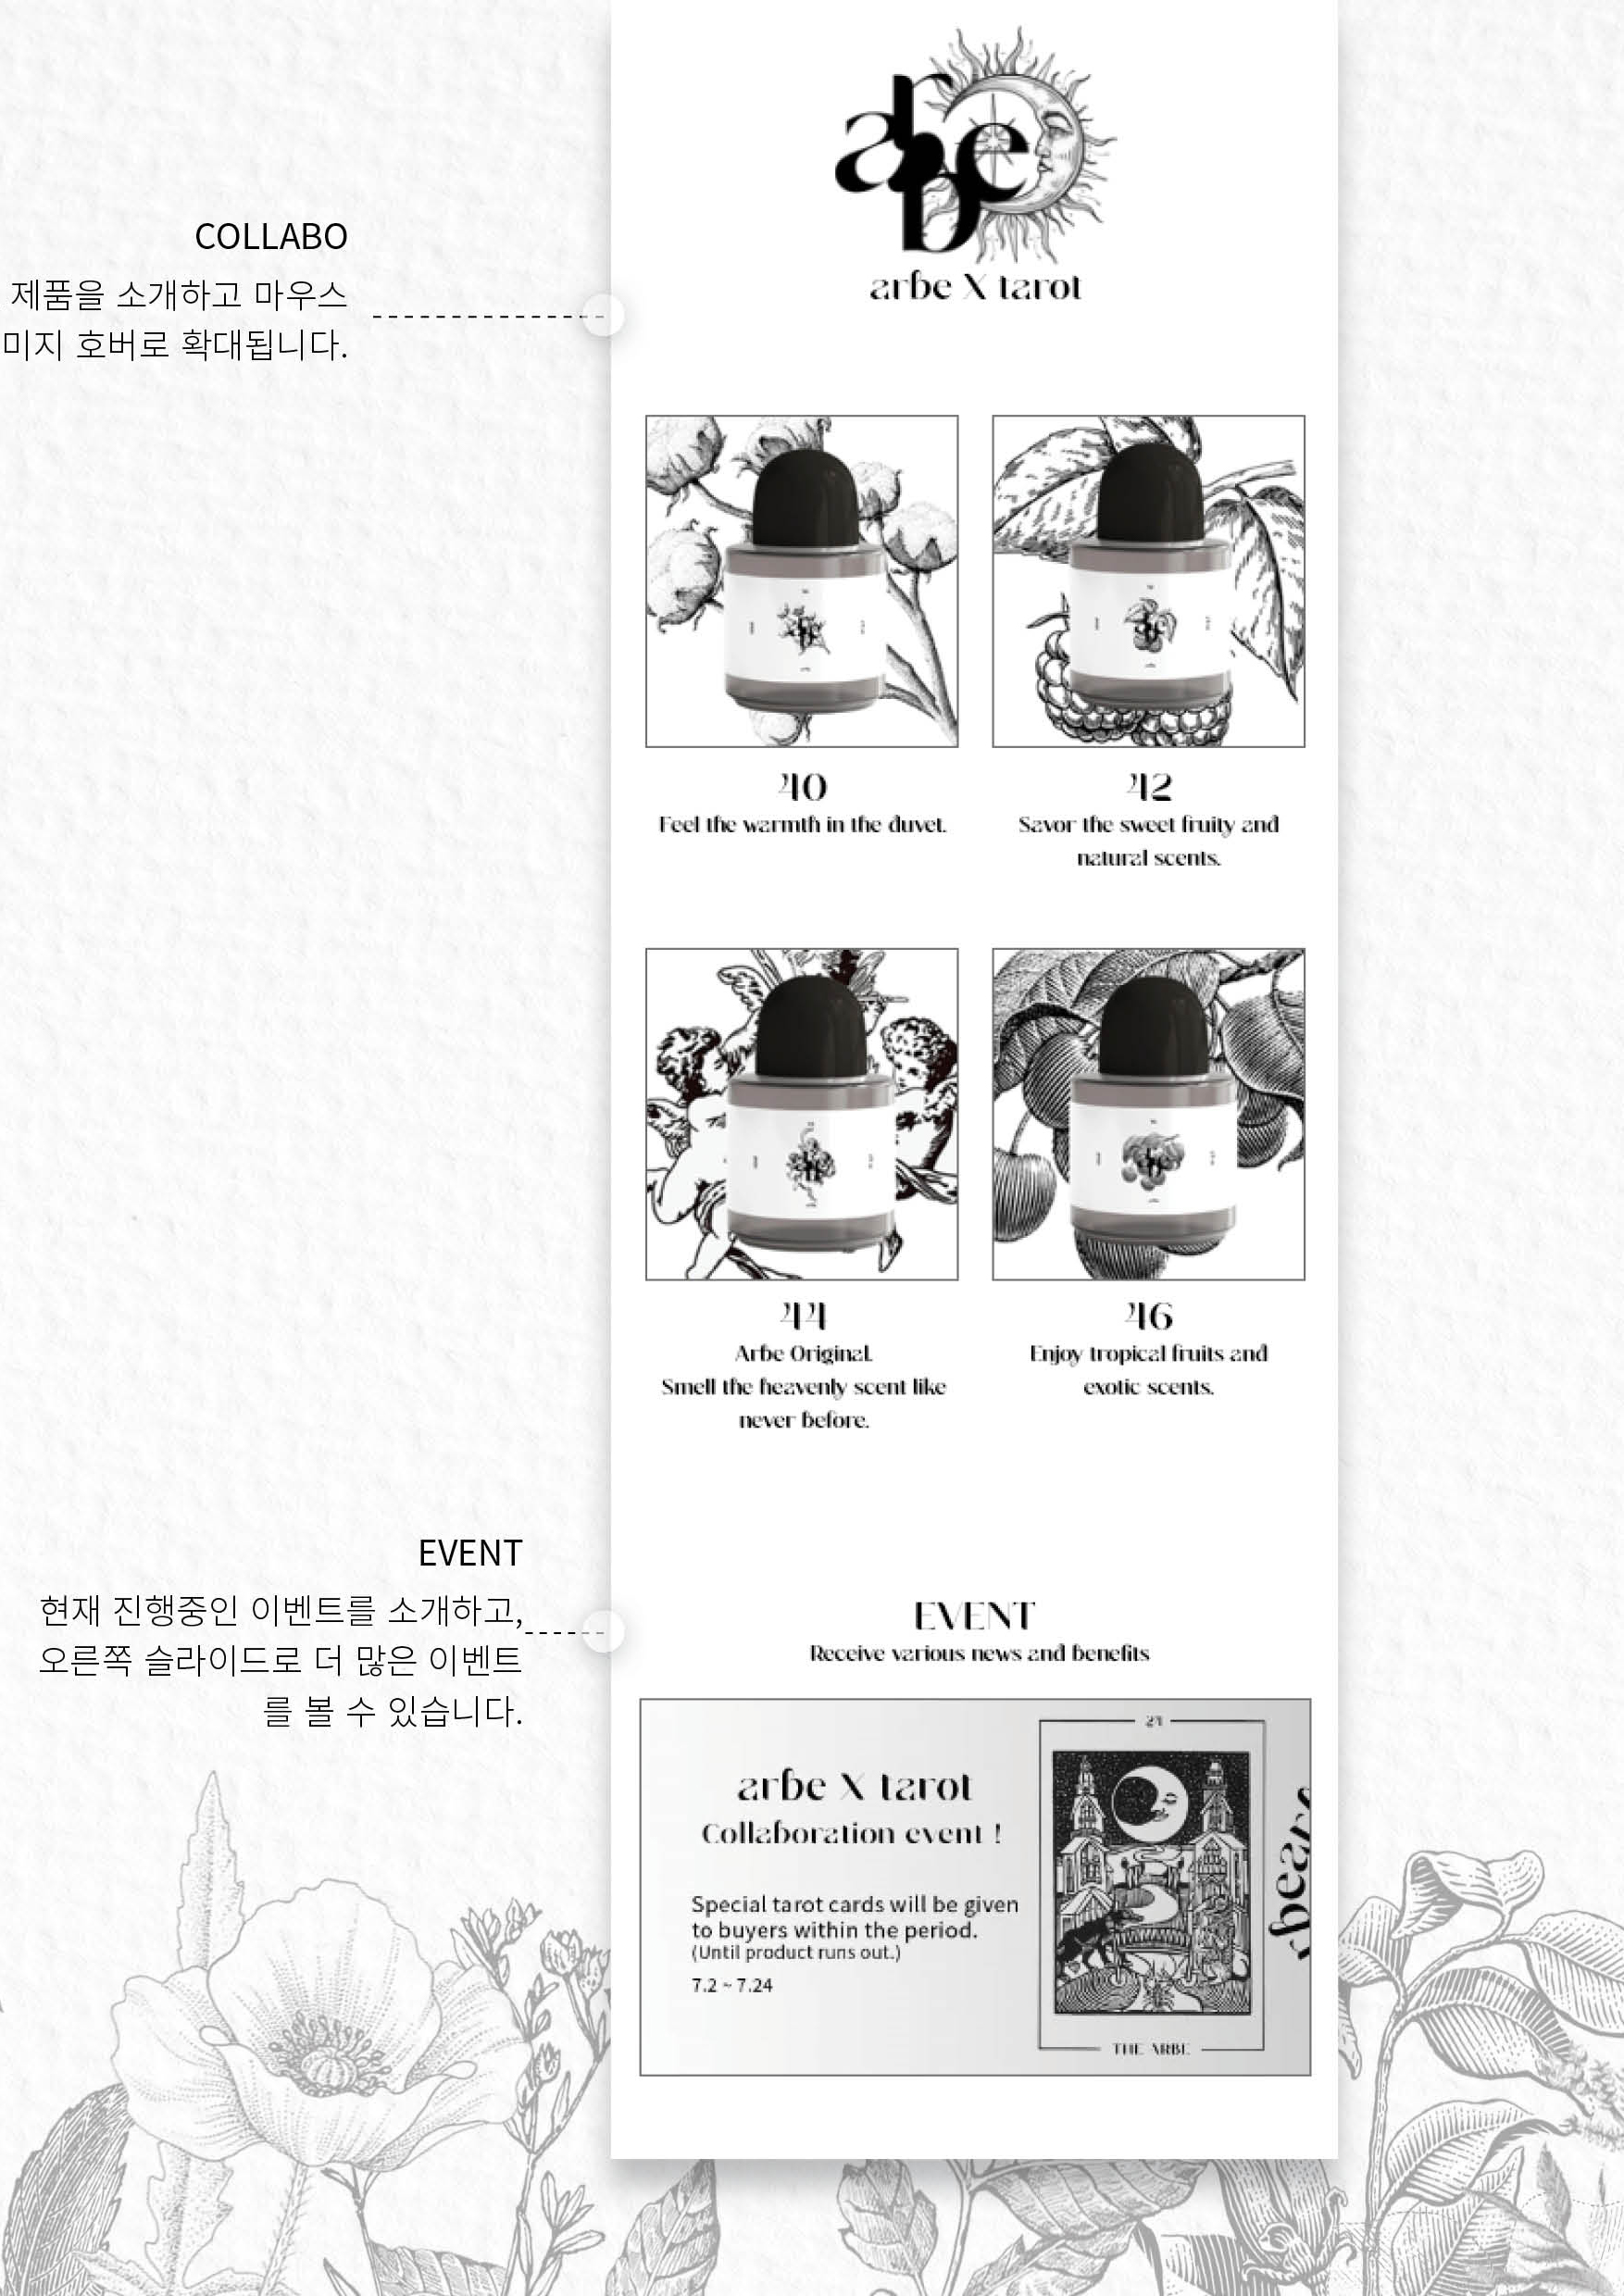 COLLABO
제품을 소개하고 마우스
미지 호버로 확대됩니다.
arbe
arbe X tarot
40
Feel the warmth in the duvet.
42
Savor the sweet fruity and
natural scents.
44
Arbe Original.
Smell the heavenly scent like
never before.
46
Enjoy tropical fruits and
exotic scents.
EVENT
현재 진행중인 이벤트를 소개하고,
오른쪽 슬라이드로 더 많은 이벤트
를 볼 수 있습니다.
EVENT
Receive various news and benefits
arbe X tarot
Collaboration event !
Special tarot cards will be given
to buyers within the period.
(Until product runs out.)
7.2 ~ 7.24
THE ARBE